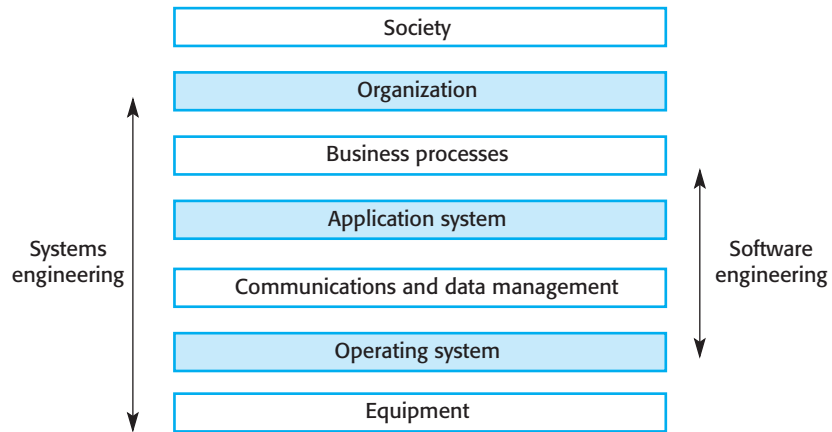 Society
Organization
Business processes
Application system
Systems
engineering
Software
engineering
Communications and data management
Operating system
Equipment